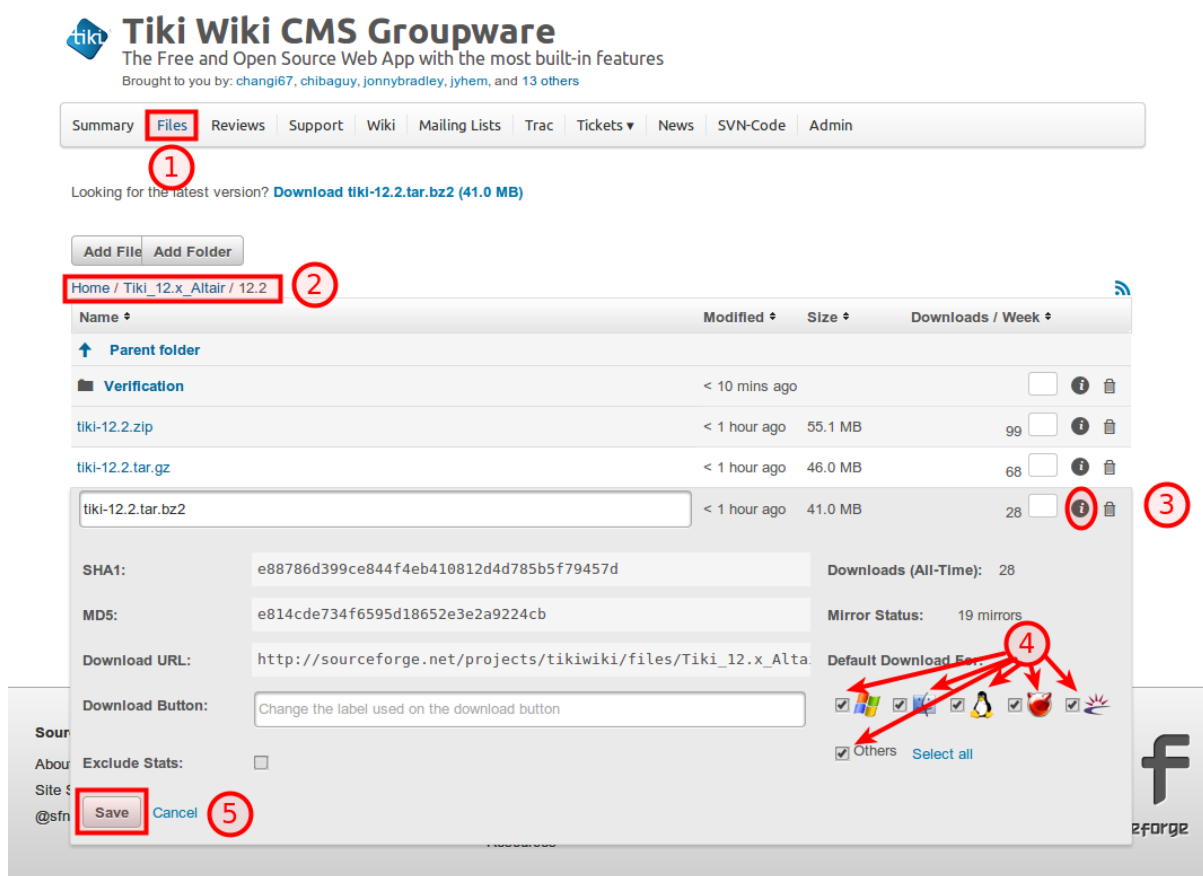 tiki Tiki Wiki CMS Groupware
The Free and Open Source Web App with the most built-in features
Brought to you by: changi67, chibaguy, jonnybradley, jyhem, and 13 others
Summary Files Reviews Support Wiki Mailing Lists Trac Tickets ▾ News SVN-Code Admin
1
Looking for the latest version? Download tiki-12.2.tar.bz2 (41.0 MB)
Add File Add Folder
Home / Tiki_12.x_Altair / 12.2 2
Name Modified Size Downloads / Week
Parent folder
Verification < 10 mins ago
tiki-12.2.zip < 1 hour ago 55.1 MB 99
tiki-12.2.tar.gz < 1 hour ago 46.0 MB 68
tiki-12.2.tar.bz2 < 1 hour ago 41.0 MB 28 3
SHA1: e88786d399ce844f4eb410812d4d785b5f79457d Downloads (All-Time): 28
MD5: e814cde734f6595d18652e3e2a9224cb Mirror Status: 19 mirrors
4
Download URL: http://sourceforge.net/projects/tikiwiki/files/Tiki_12.x_Altai Default Download For:
Download Button: Change the label used on the download button
Sour
Others Select all
Abou Exclude Stats:
Site S
@sfn Save Cancel 5
eforge